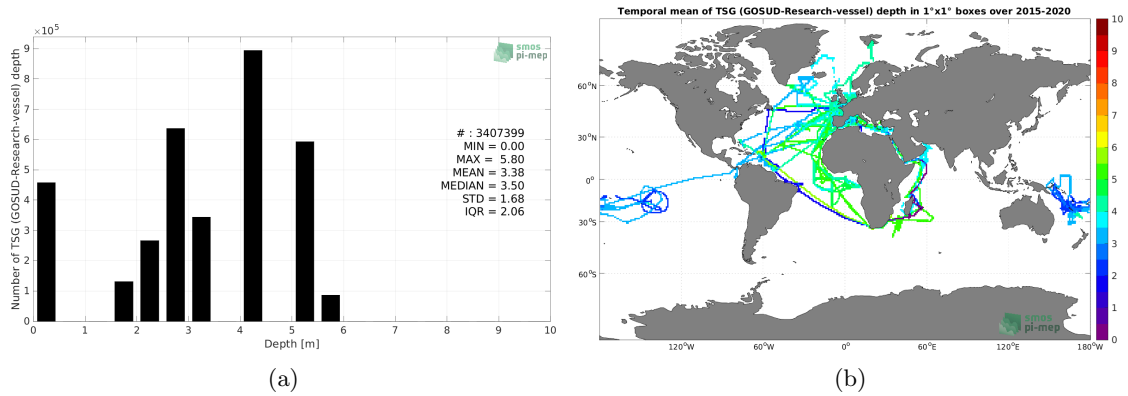 ×10⁵
9
8
7
6
5
4
3
2
1
0
Number of TSG (GOSUD-Research-vessel) depth
smos
pi-mep
# : 3407399
MIN = 0.00
MAX = 5.80
MEAN = 3.38
MEDIAN = 3.50
STD = 1.68
IQR = 2.06
0 1 2 3 4 5 6 7 8 9 10
Depth [m]
(a)
Temporal mean of TSG (GOSUD-Research-vessel) depth in 1°x1° boxes over 2015-2020
60°N
30°N
0°
30°S
60°S
120°W 60°W 0° 60°E 120°E 180°W
smos
pi-mep
10
9
8
7
6
5
4
3
2
1
0
(b)